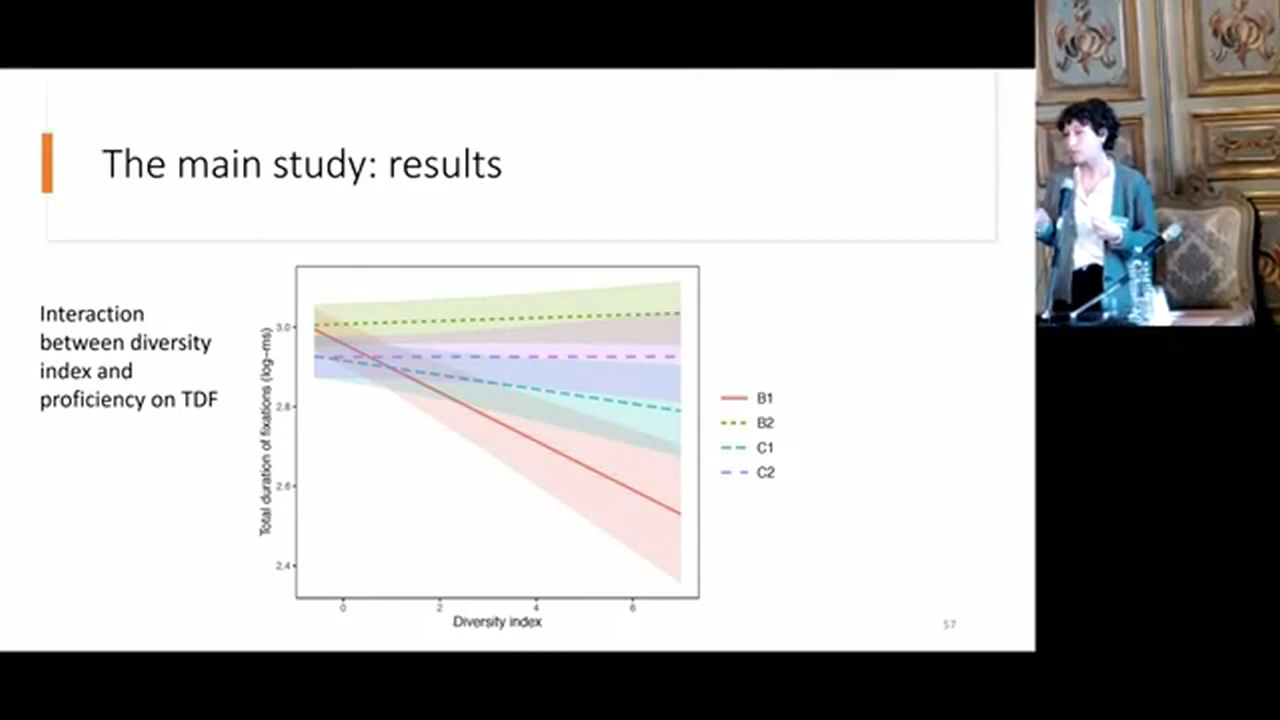 The main study: results
Interaction
between diversity
index and
proficiency on TDF
Total duration of fixations (log−ms)
3.0
2.8
2.6
2.4
0
2
4
6
Diversity index
B1
B2
C1
C2
57